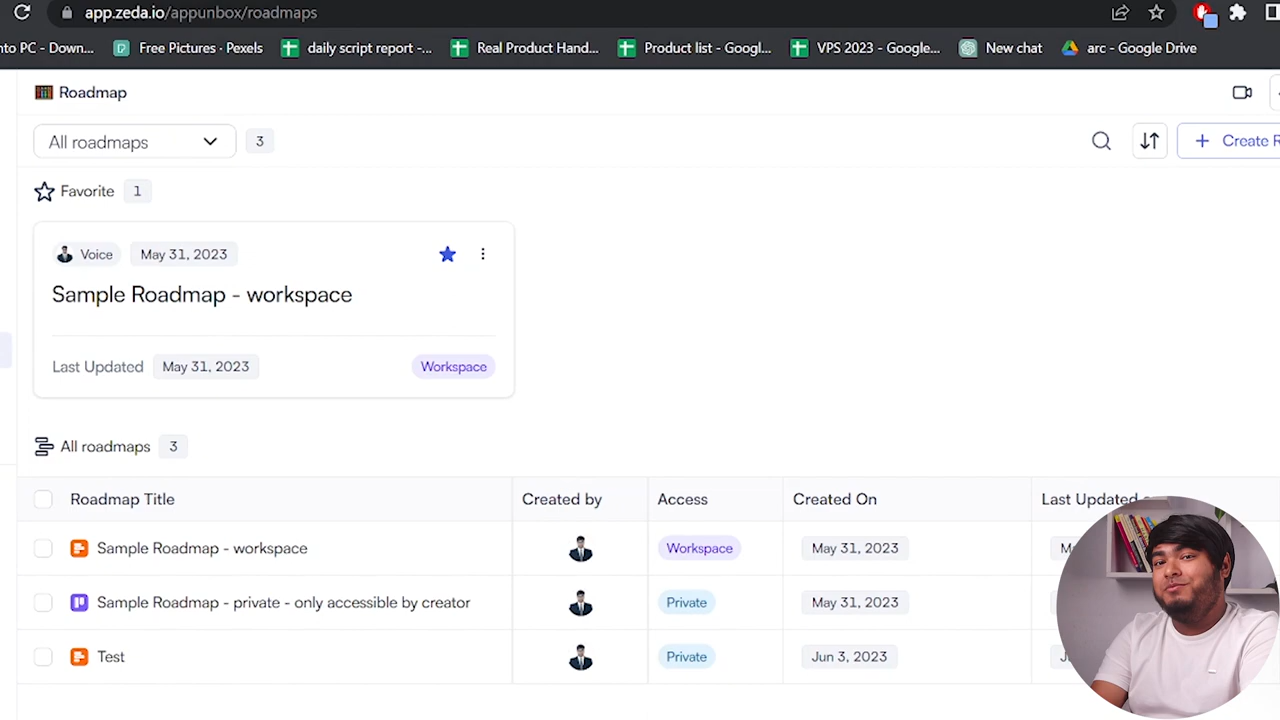 app.zeda.io/appunbox/roadmaps
nto PC - Down... Free Pictures - Pexels daily script report -... Real Product Hand... Product list - Googl... VPS 2023 - Google... New chat arc - Google Drive
Roadmap
All roadmaps 3
Create R
Favorite 1
Voice May 31, 2023
Sample Roadmap - workspace
Last Updated May 31, 2023 Workspace
All roadmaps 3
Roadmap Title Created by Access Created On Last Updated
Sample Roadmap - workspace Workspace May 31, 2023
Sample Roadmap - private - only accessible by creator Private May 31, 2023
Test Private Jun 3, 2023